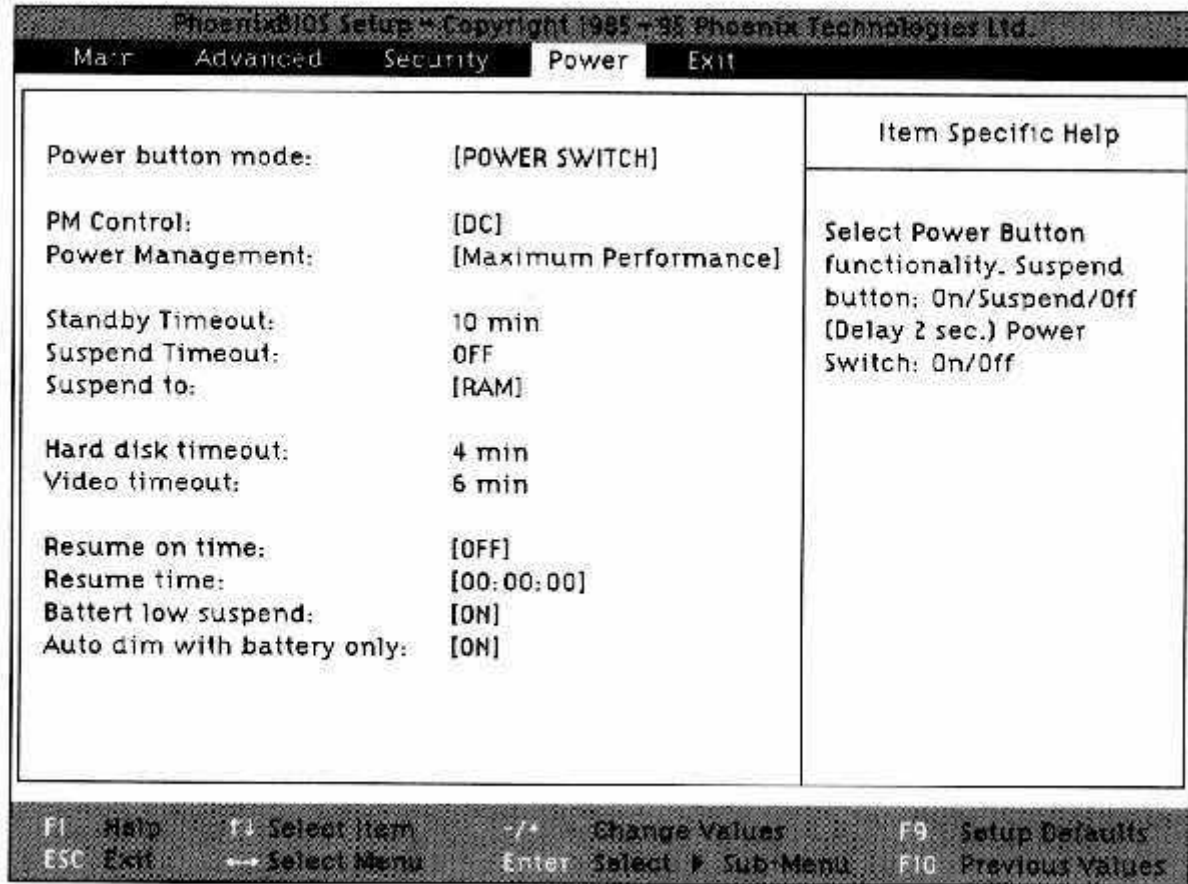 PhoenixBIOS Setup - Copyright 1985-95 Phoenix Technologies Ltd.
Main Advanced Security Power Exit
Power button mode: [POWER SWITCH]
PM Control: [DC]
Power Management: [Maximum Performance]
Standby Timeout: 10 min
Suspend Timeout: OFF
Suspend to: [RAM]
Hard disk timeout: 4 min
Video timeout: 6 min
Resume on time: [OFF]
Resume time: [00:00:00]
Battert low suspend: [ON]
Auto dim with battery only: [ON]
Item Specific Help
Select Power Button
functionality. Suspend
button: On/Suspend/Off
(Delay 2 sec.) Power
Switch: On/Off
F1 Help ↑↓ Select Item -/+ Change Values F9 Setup Defaults
ESC Exit ←→ Select Menu Enter Select ▶ Sub-Menu F10 Previous Values